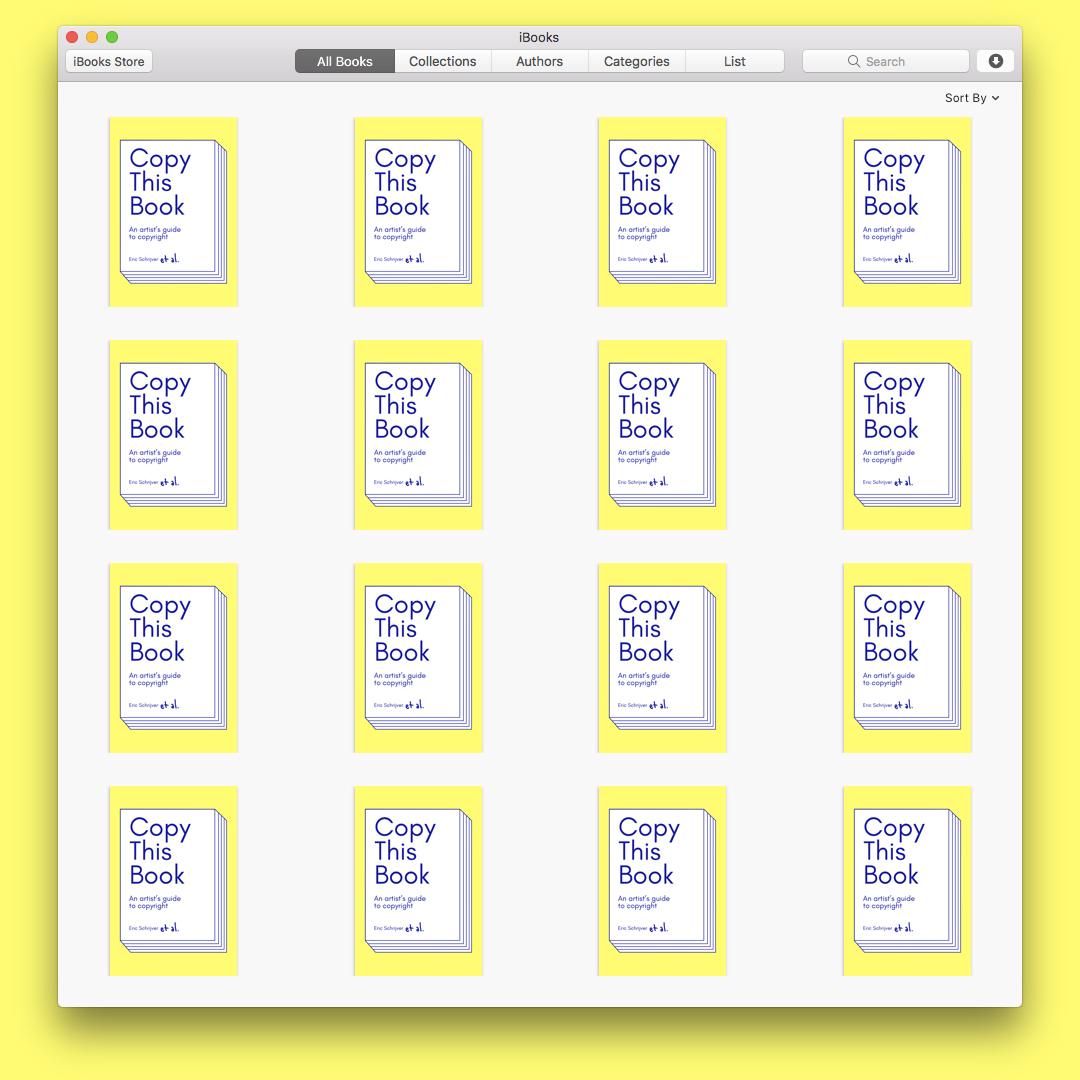 iBooks
iBooks Store
All Books
Collections
Authors
Categories
List
Search
Sort By
Copy
This
Book
An artist's guide
to copyright
Eric Schrijver et al.
Copy
This
Book
An artist's guide
to copyright
Eric Schrijver et al.
Copy
This
Book
An artist's guide
to copyright
Eric Schrijver et al.
Copy
This
Book
An artist's guide
to copyright
Eric Schrijver et al.
Copy
This
Book
An artist's guide
to copyright
Eric Schrijver et al.
Copy
This
Book
An artist's guide
to copyright
Eric Schrijver et al.
Copy
This
Book
An artist's guide
to copyright
Eric Schrijver et al.
Copy
This
Book
An artist's guide
to copyright
Eric Schrijver et al.
Copy
This
Book
An artist's guide
to copyright
Eric Schrijver et al.
Copy
This
Book
An artist's guide
to copyright
Eric Schrijver et al.
Copy
This
Book
An artist's guide
to copyright
Eric Schrijver et al.
Copy
This
Book
An artist's guide
to copyright
Eric Schrijver et al.
Copy
This
Book
An artist's guide
to copyright
Eric Schrijver et al.
Copy
This
Book
An artist's guide
to copyright
Eric Schrijver et al.
Copy
This
Book
An artist's guide
to copyright
Eric Schrijver et al.
Copy
This
Book
An artist's guide
to copyright
Eric Schrijver et al.